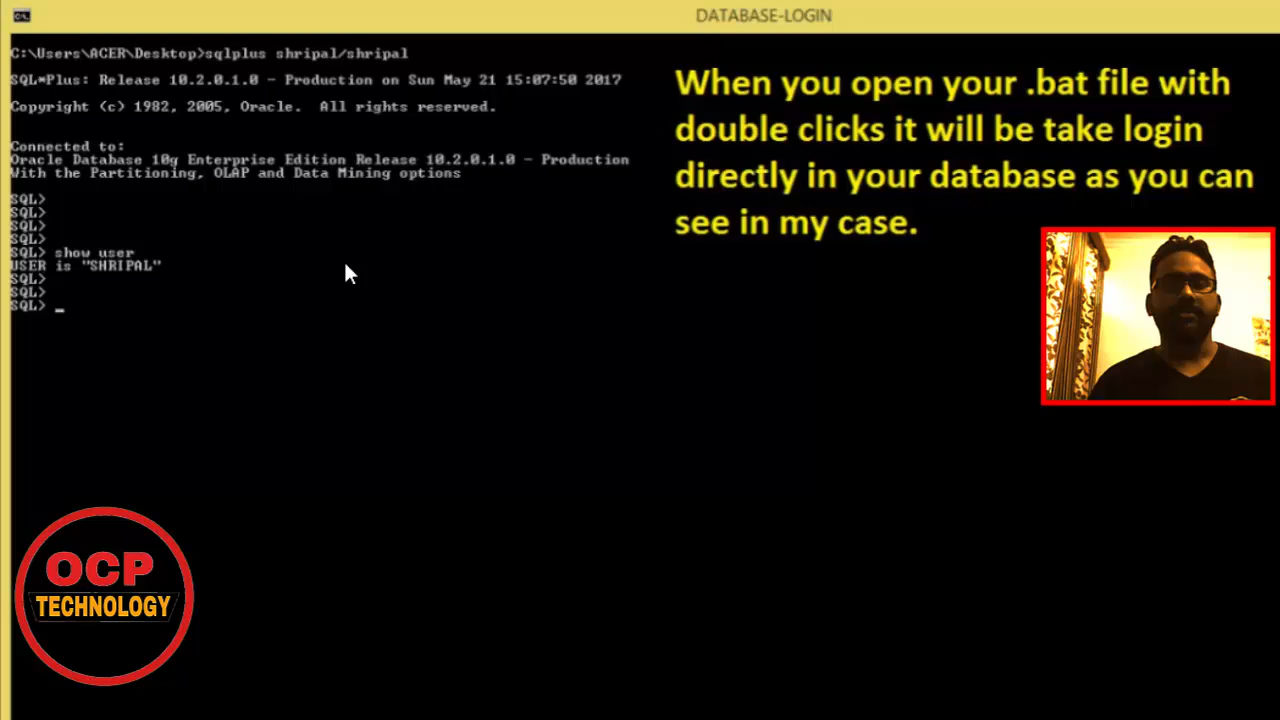 DATABASE-LOGIN
C:\Users\ACER\Desktop>sqlplus shripal/shripal
SQL*Plus: Release 10.2.0.1.0 - Production on Sun May 21 15:07:50 2017
Copyright (c) 1982, 2005, Oracle.  All rights reserved.
Connected to:
Oracle Database 10g Enterprise Edition Release 10.2.0.1.0 - Production
With the Partitioning, OLAP and Data Mining options
SQL>
SQL>
SQL>
SQL>
SQL> show user
USER is "SHRIPAL"
SQL>
SQL>
SQL> _
When you open your .bat file with
double clicks it will be take login
directly in your database as you can
see in my case.
OCP
TECHNOLOGY